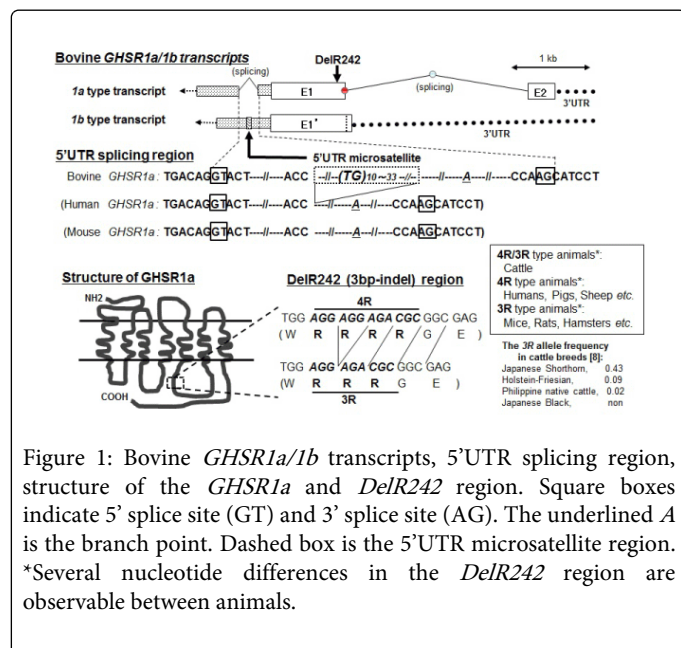 Bovine GHSR1a/1b transcripts
DelR242
1 kb
(splicing)
1a type transcript
E1
(splicing)
E2
3'UTR
1b type transcript
E1'
3'UTR
5'UTR splicing region
5'UTR microsatellite
Bovine GHSR1a: TGACAGGTACT----//----ACC --//--(TG)10~33 --//-- ----//----A----//----CCAAGCATCCT
(Human GHSR1a: TGACAGGTACT----//----ACC ----//----A----//----CCAAGCATCCT)
(Mouse GHSR1a: TGACAGGTACT----//----ACC ----//----A----//----CCAAGCATCCT)
Structure of GHSR1a
NH2
COOH
DelR242 (3bp-indel) region
4R
TGG AGG AGG AGA CGC GGC GAG
(W R R R R G E)
TGG AGG AGA CGC GGC GAG
(W R R R G E)
3R
4R/3R type animals*:
Cattle
4R type animals*:
Humans, Pigs, Sheep etc.
3R type animals*:
Mice, Rats, Hamsters etc.
The 3R allele frequency
in cattle breeds [8]:
Japanese Shorthorn, 0.43
Holstein-Friesian, 0.09
Philippine native cattle, 0.02
Japanese Black, non
Figure 1: Bovine GHSR1a/1b transcripts, 5'UTR splicing region,
structure of the GHSR1a and DelR242 region. Square boxes
indicate 5' splice site (GT) and 3' splice site (AG). The underlined A
is the branch point. Dashed box is the 5'UTR microsatellite region.
*Several nucleotide differences in the DelR242 region are
observable between animals.